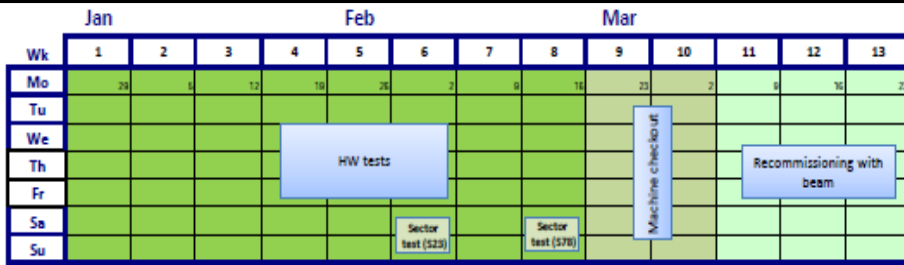 Jan Feb Mar
Wk 1 2 3 4 5 6 7 8 9 10 11 12 13
Mo 29 5 12 19 26 2 9 16 23 2 9 16
Tu
We
Th
Fr
Sa
Su
HW tests
Sector
test (S23)
Sector
test (S78)
Machine checkout
Recommissioning with
beam